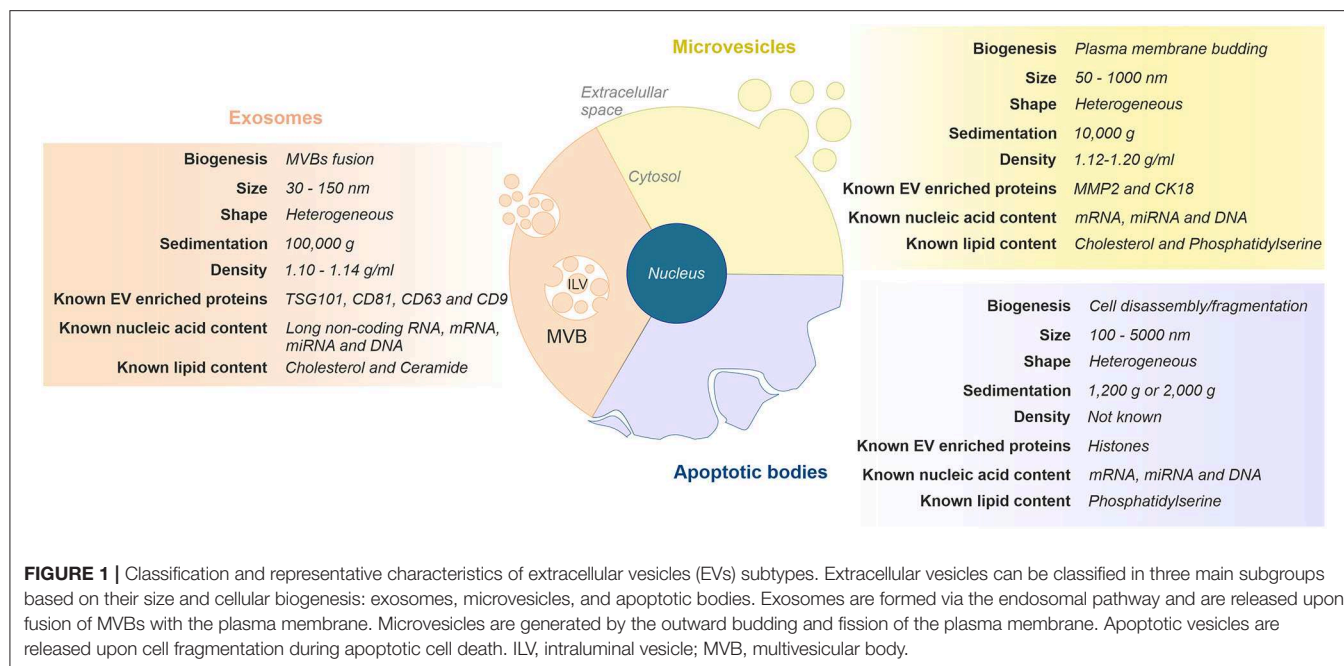 Microvesicles
Biogenesis Plasma membrane budding
Size 50 - 1000 nm
Shape Heterogeneous
Sedimentation 10,000 g
Density 1.12-1.20 g/ml
Known EV enriched proteins MMP2 and CK18
Known nucleic acid content mRNA, miRNA and DNA
Known lipid content Cholesterol and Phosphatidylserine
Extracelullar
space
Exosomes
Biogenesis MVBs fusion
Size 30 - 150 nm
Shape Heterogeneous
Sedimentation 100,000 g
Density 1.10 - 1.14 g/ml
Known EV enriched proteins TSG101, CD81, CD63 and CD9
Known nucleic acid content Long non-coding RNA, mRNA,
miRNA and DNA
Known lipid content Cholesterol and Ceramide
Cytosol
Nucleus
ILV
MVB
Apoptotic bodies
Biogenesis Cell disassembly/fragmentation
Size 100 - 5000 nm
Shape Heterogeneous
Sedimentation 1,200 g or 2,000 g
Density Not known
Known EV enriched proteins Histones
Known nucleic acid content mRNA, miRNA and DNA
Known lipid content Phosphatidylserine
FIGURE 1 | Classification and representative characteristics of extracellular vesicles (EVs) subtypes. Extracellular vesicles can be classified in three main subgroups
based on their size and cellular biogenesis: exosomes, microvesicles, and apoptotic bodies. Exosomes are formed via the endosomal pathway and are released upon
fusion of MVBs with the plasma membrane. Microvesicles are generated by the outward budding and fission of the plasma membrane. Apoptotic vesicles are
released upon cell fragmentation during apoptotic cell death. ILV, intraluminal vesicle; MVB, multivesicular body.